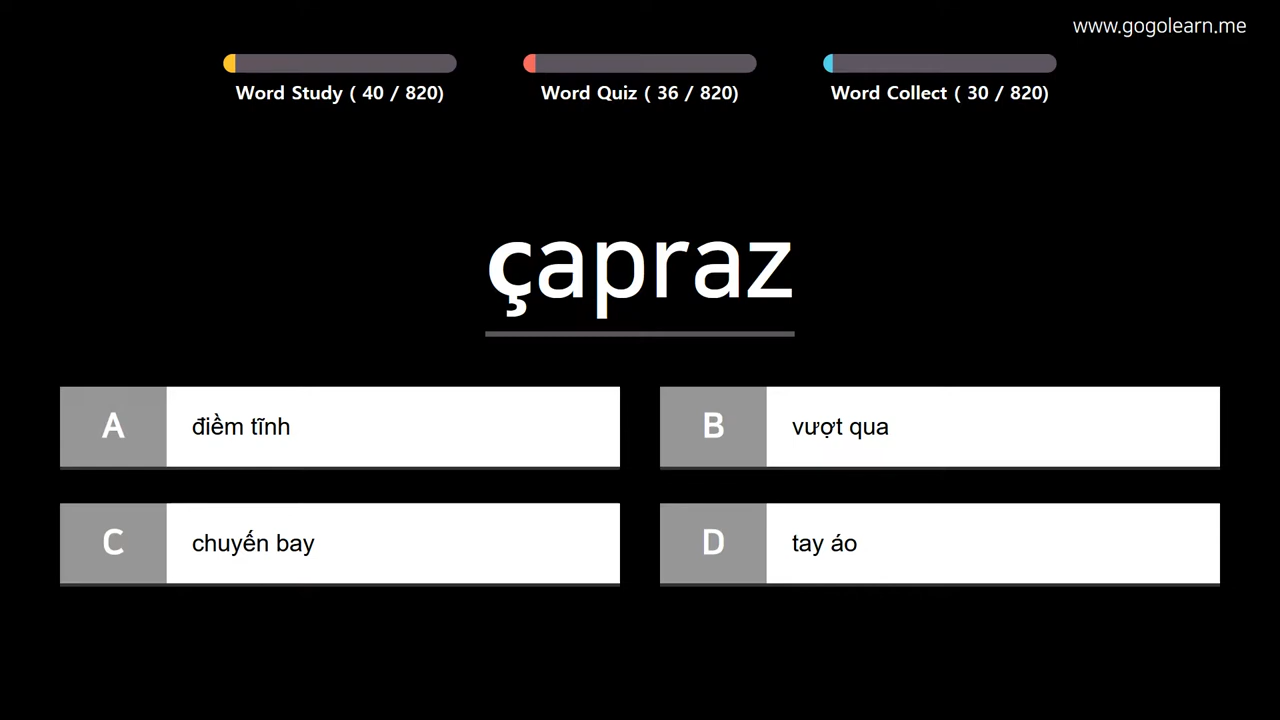 www.gogolearn.me
Word Study ( 40 / 820)
Word Quiz ( 36 / 820)
Word Collect ( 30 / 820)
çapraz
A điềm tĩnh
B vượt qua
C chuyến bay
D tay áo